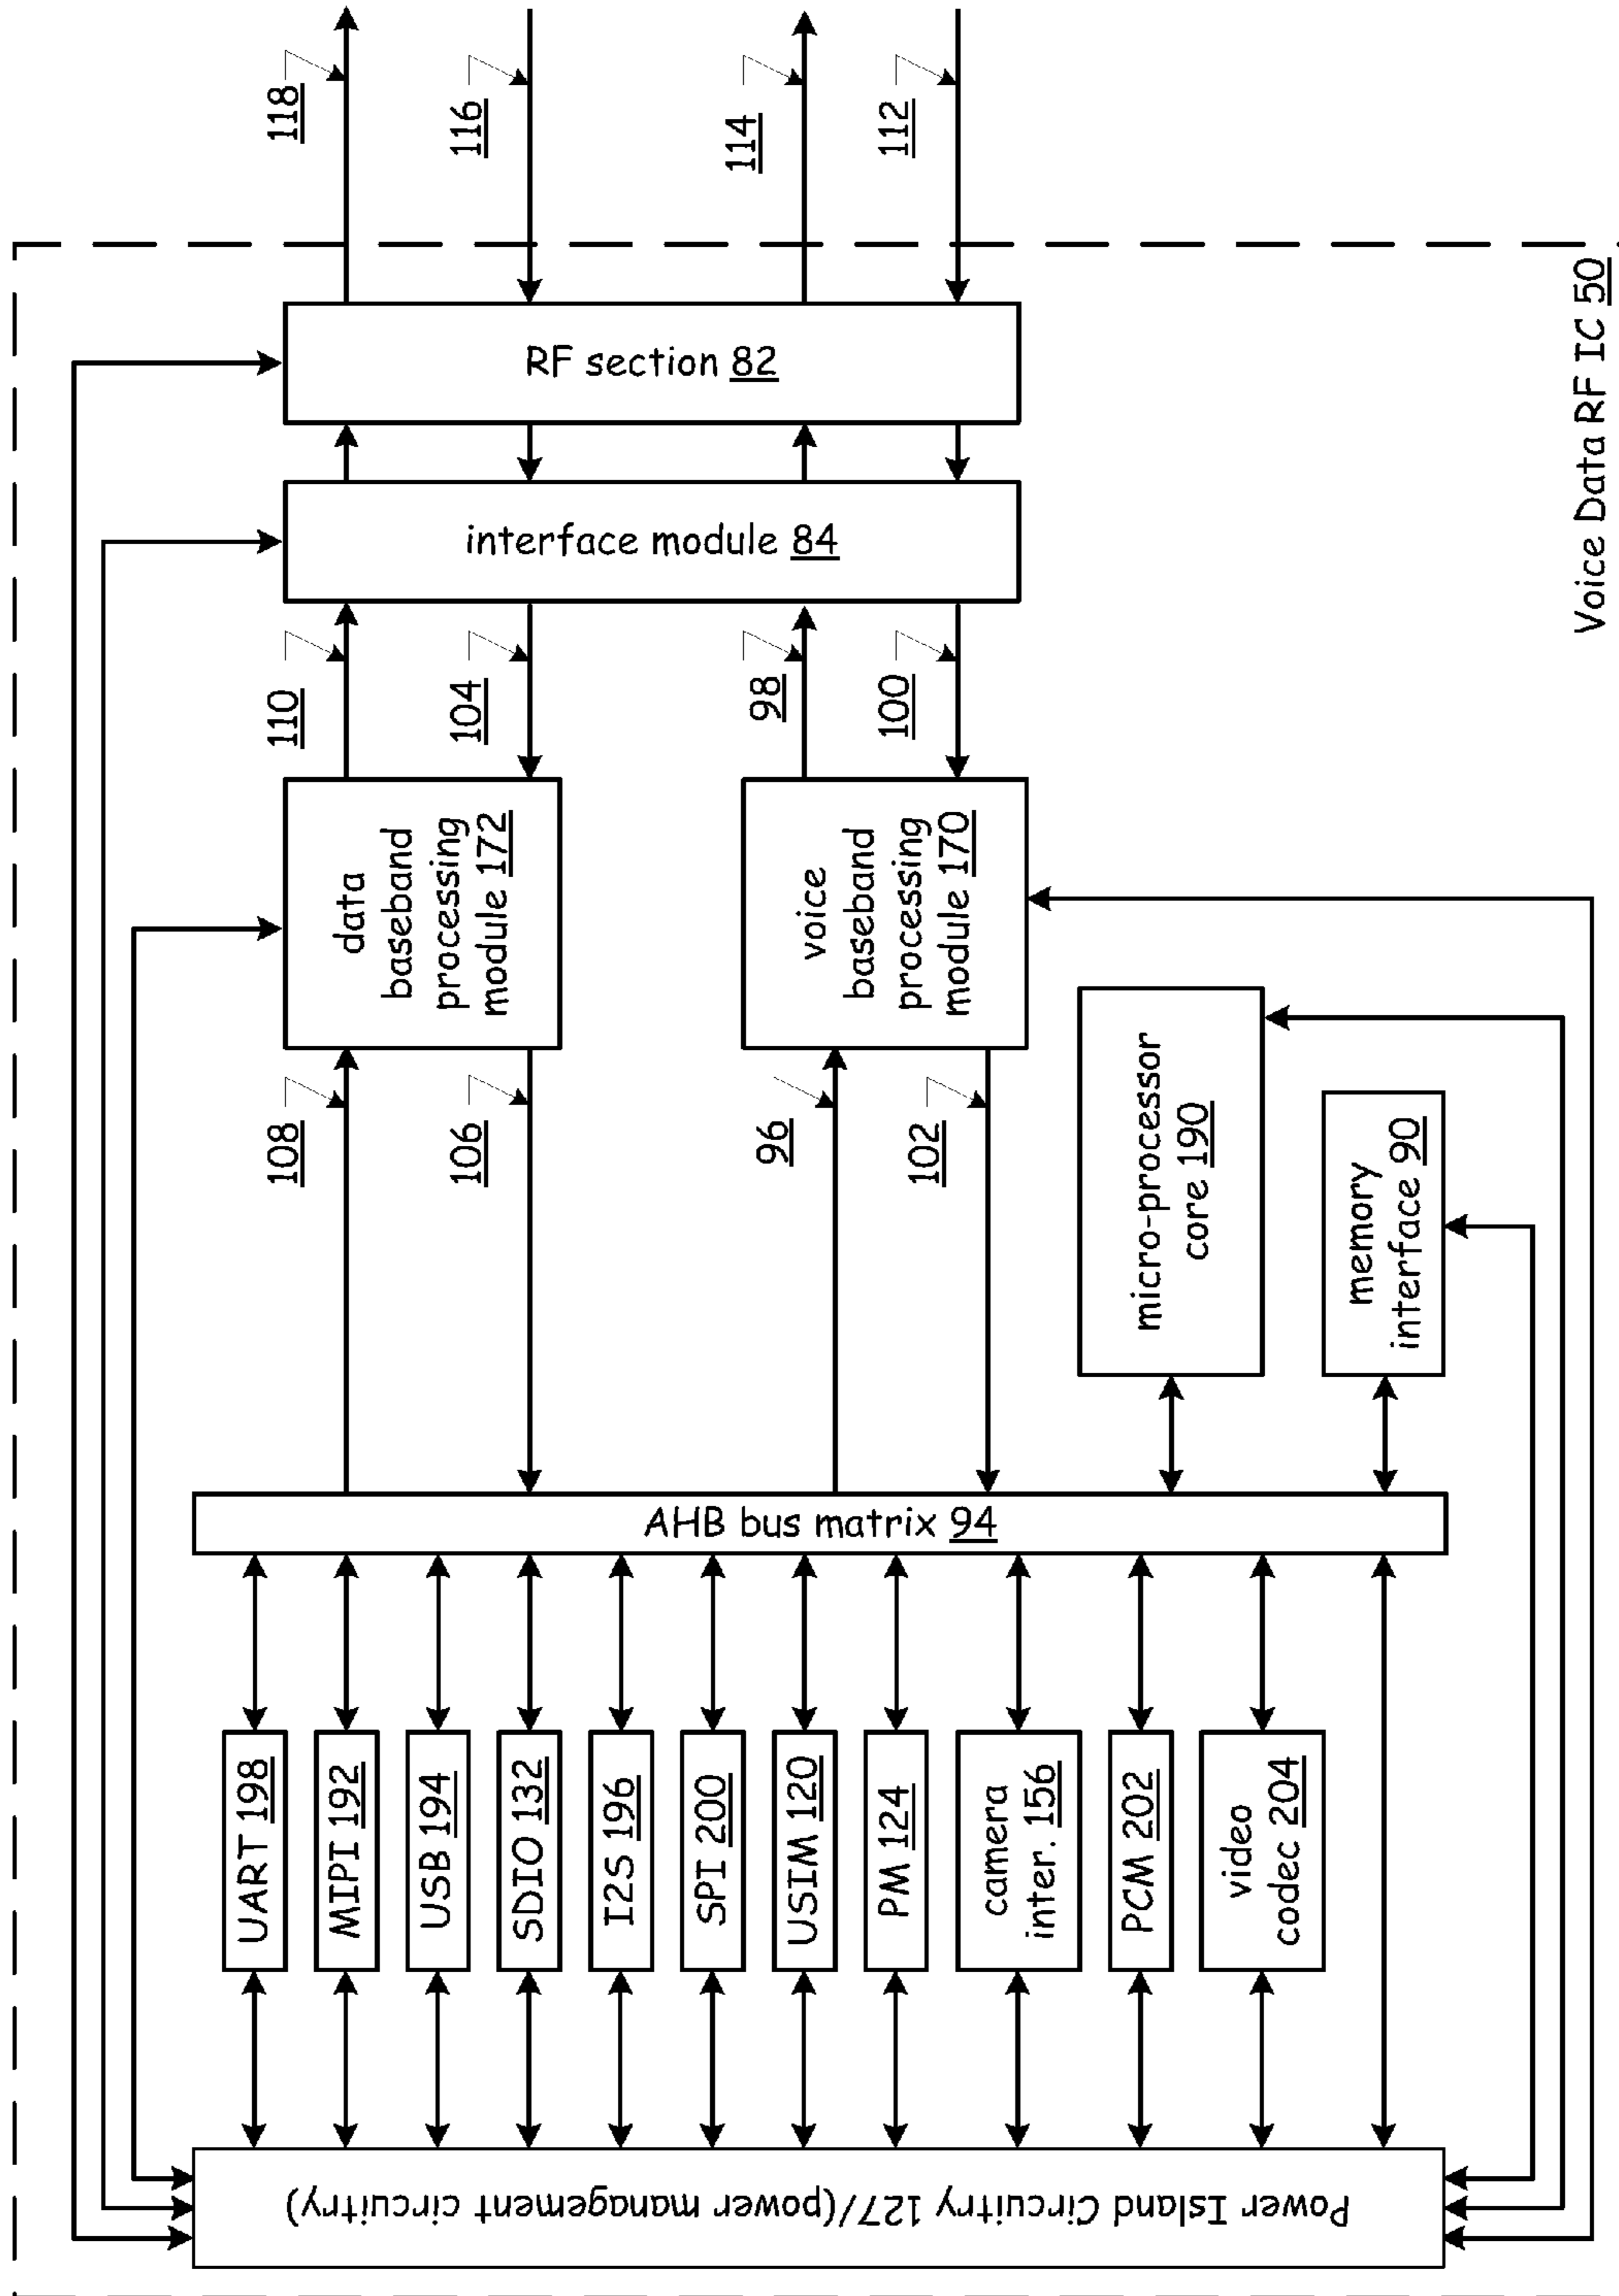 118
116
114
112
RF section 82
interface module 84
110
104
98
100
data
baseband
processing
module 172
voice
baseband
processing
module 170
108
106
96
102
micro-processor
core 190
memory
interface 90
AHB bus matrix 94
UART 198
MIPI 192
USB 194
SDIO 132
I2S 196
SPI 200
USIM 120
PM 124
camera
inter. 156
PCM 202
video
codec 204
Power Island Circuitry 127/(power management circuitry)
Voice Data RF IC 50